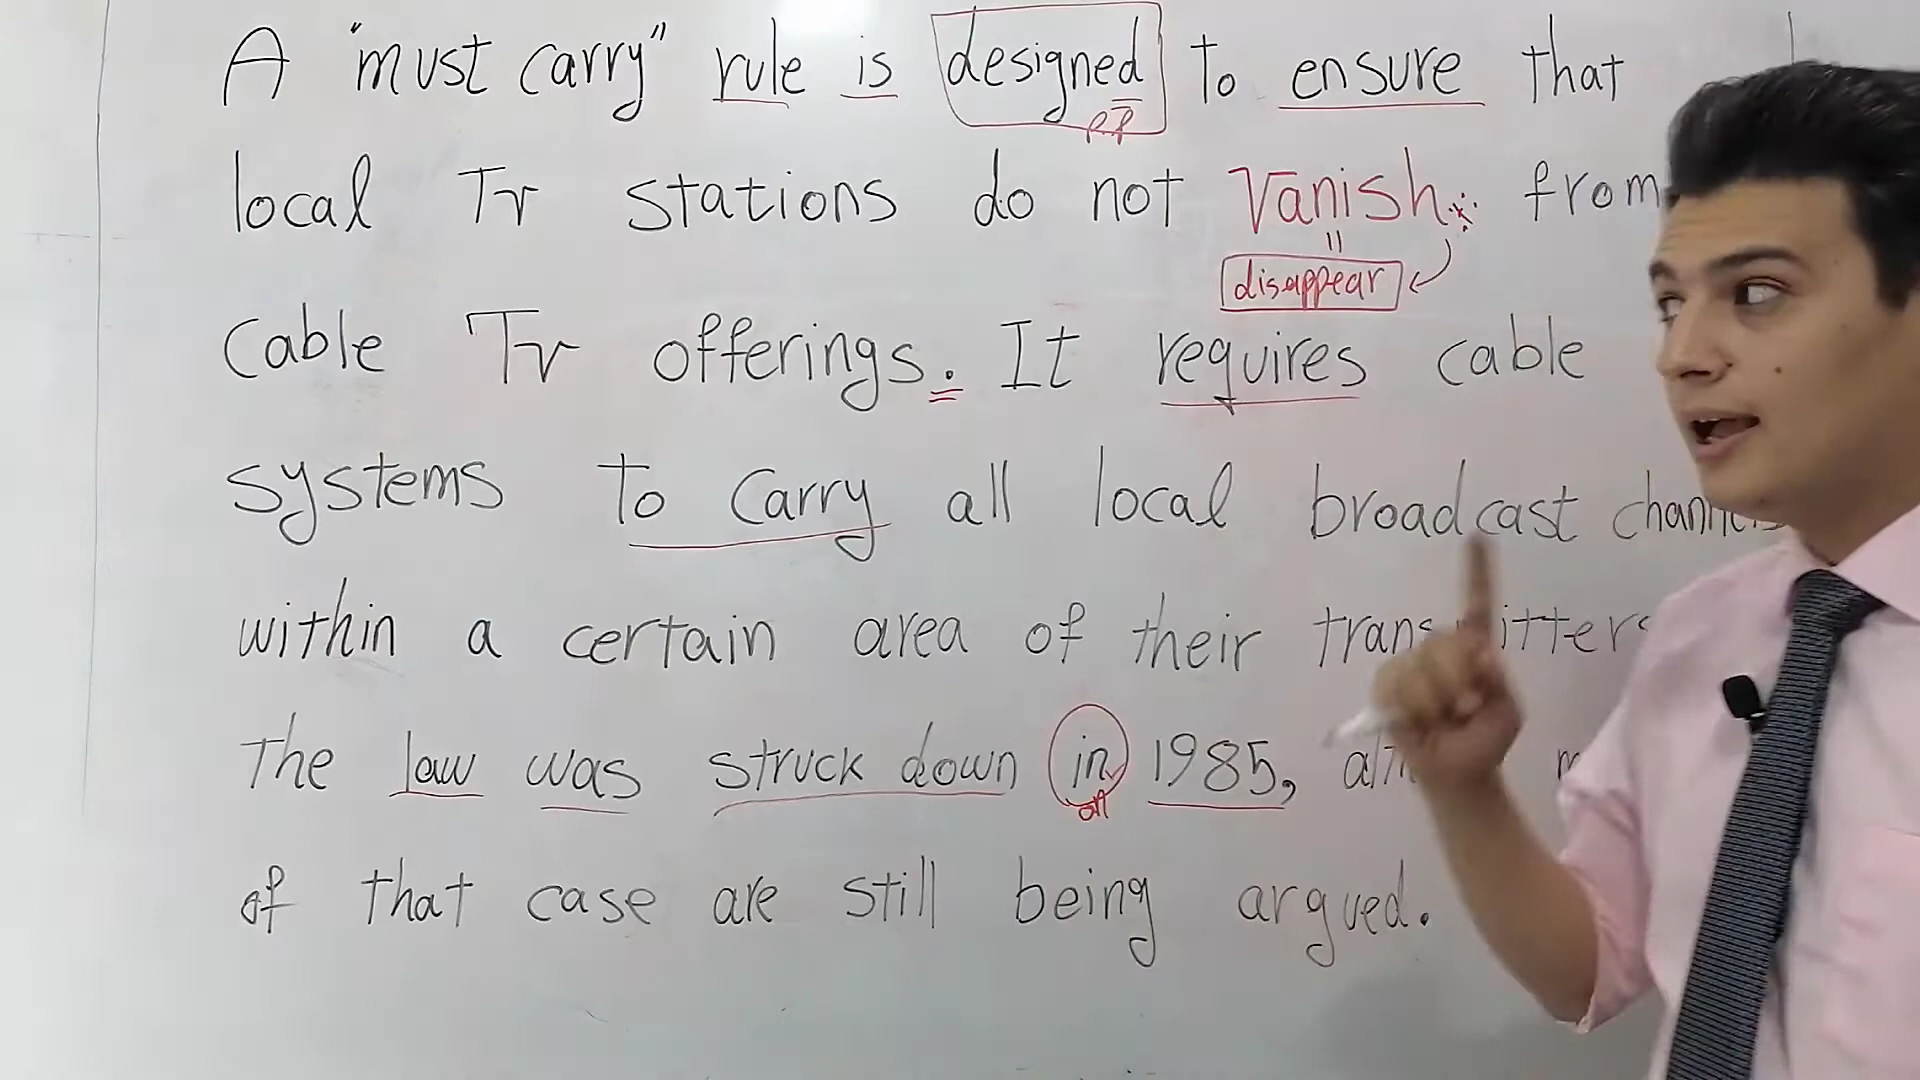 A "must carry" rule is designed to ensure that
p.p
local TV stations do not vanish from
=
disappear
Cable TV offerings. It requires cable
systems to carry all local broadcast channels
within a certain area of their transmitters
The law was struck down in 1985,
on
of that case are still being argued.